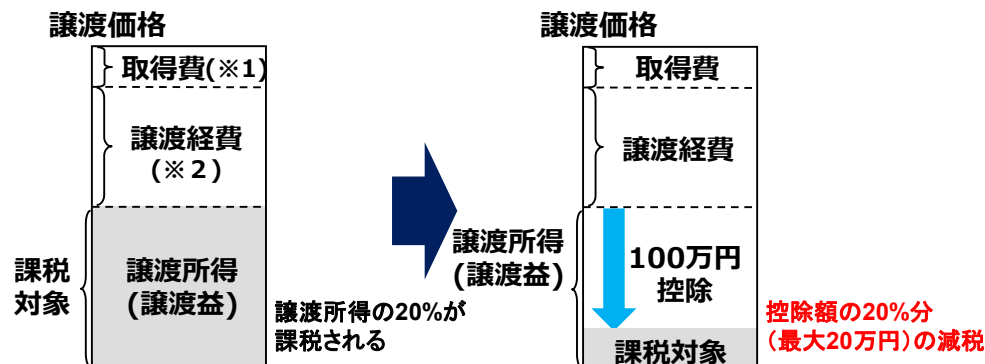 譲渡価格
取得費(※1)
譲渡経費
(※２)
課税
対象
譲渡所得
(譲渡益)
譲渡所得の20%が
課税される
譲渡価格
取得費
譲渡経費
譲渡所得
(譲渡益)
100万円
控除
課税対象
控除額の20%分
（最大20万円）の減税